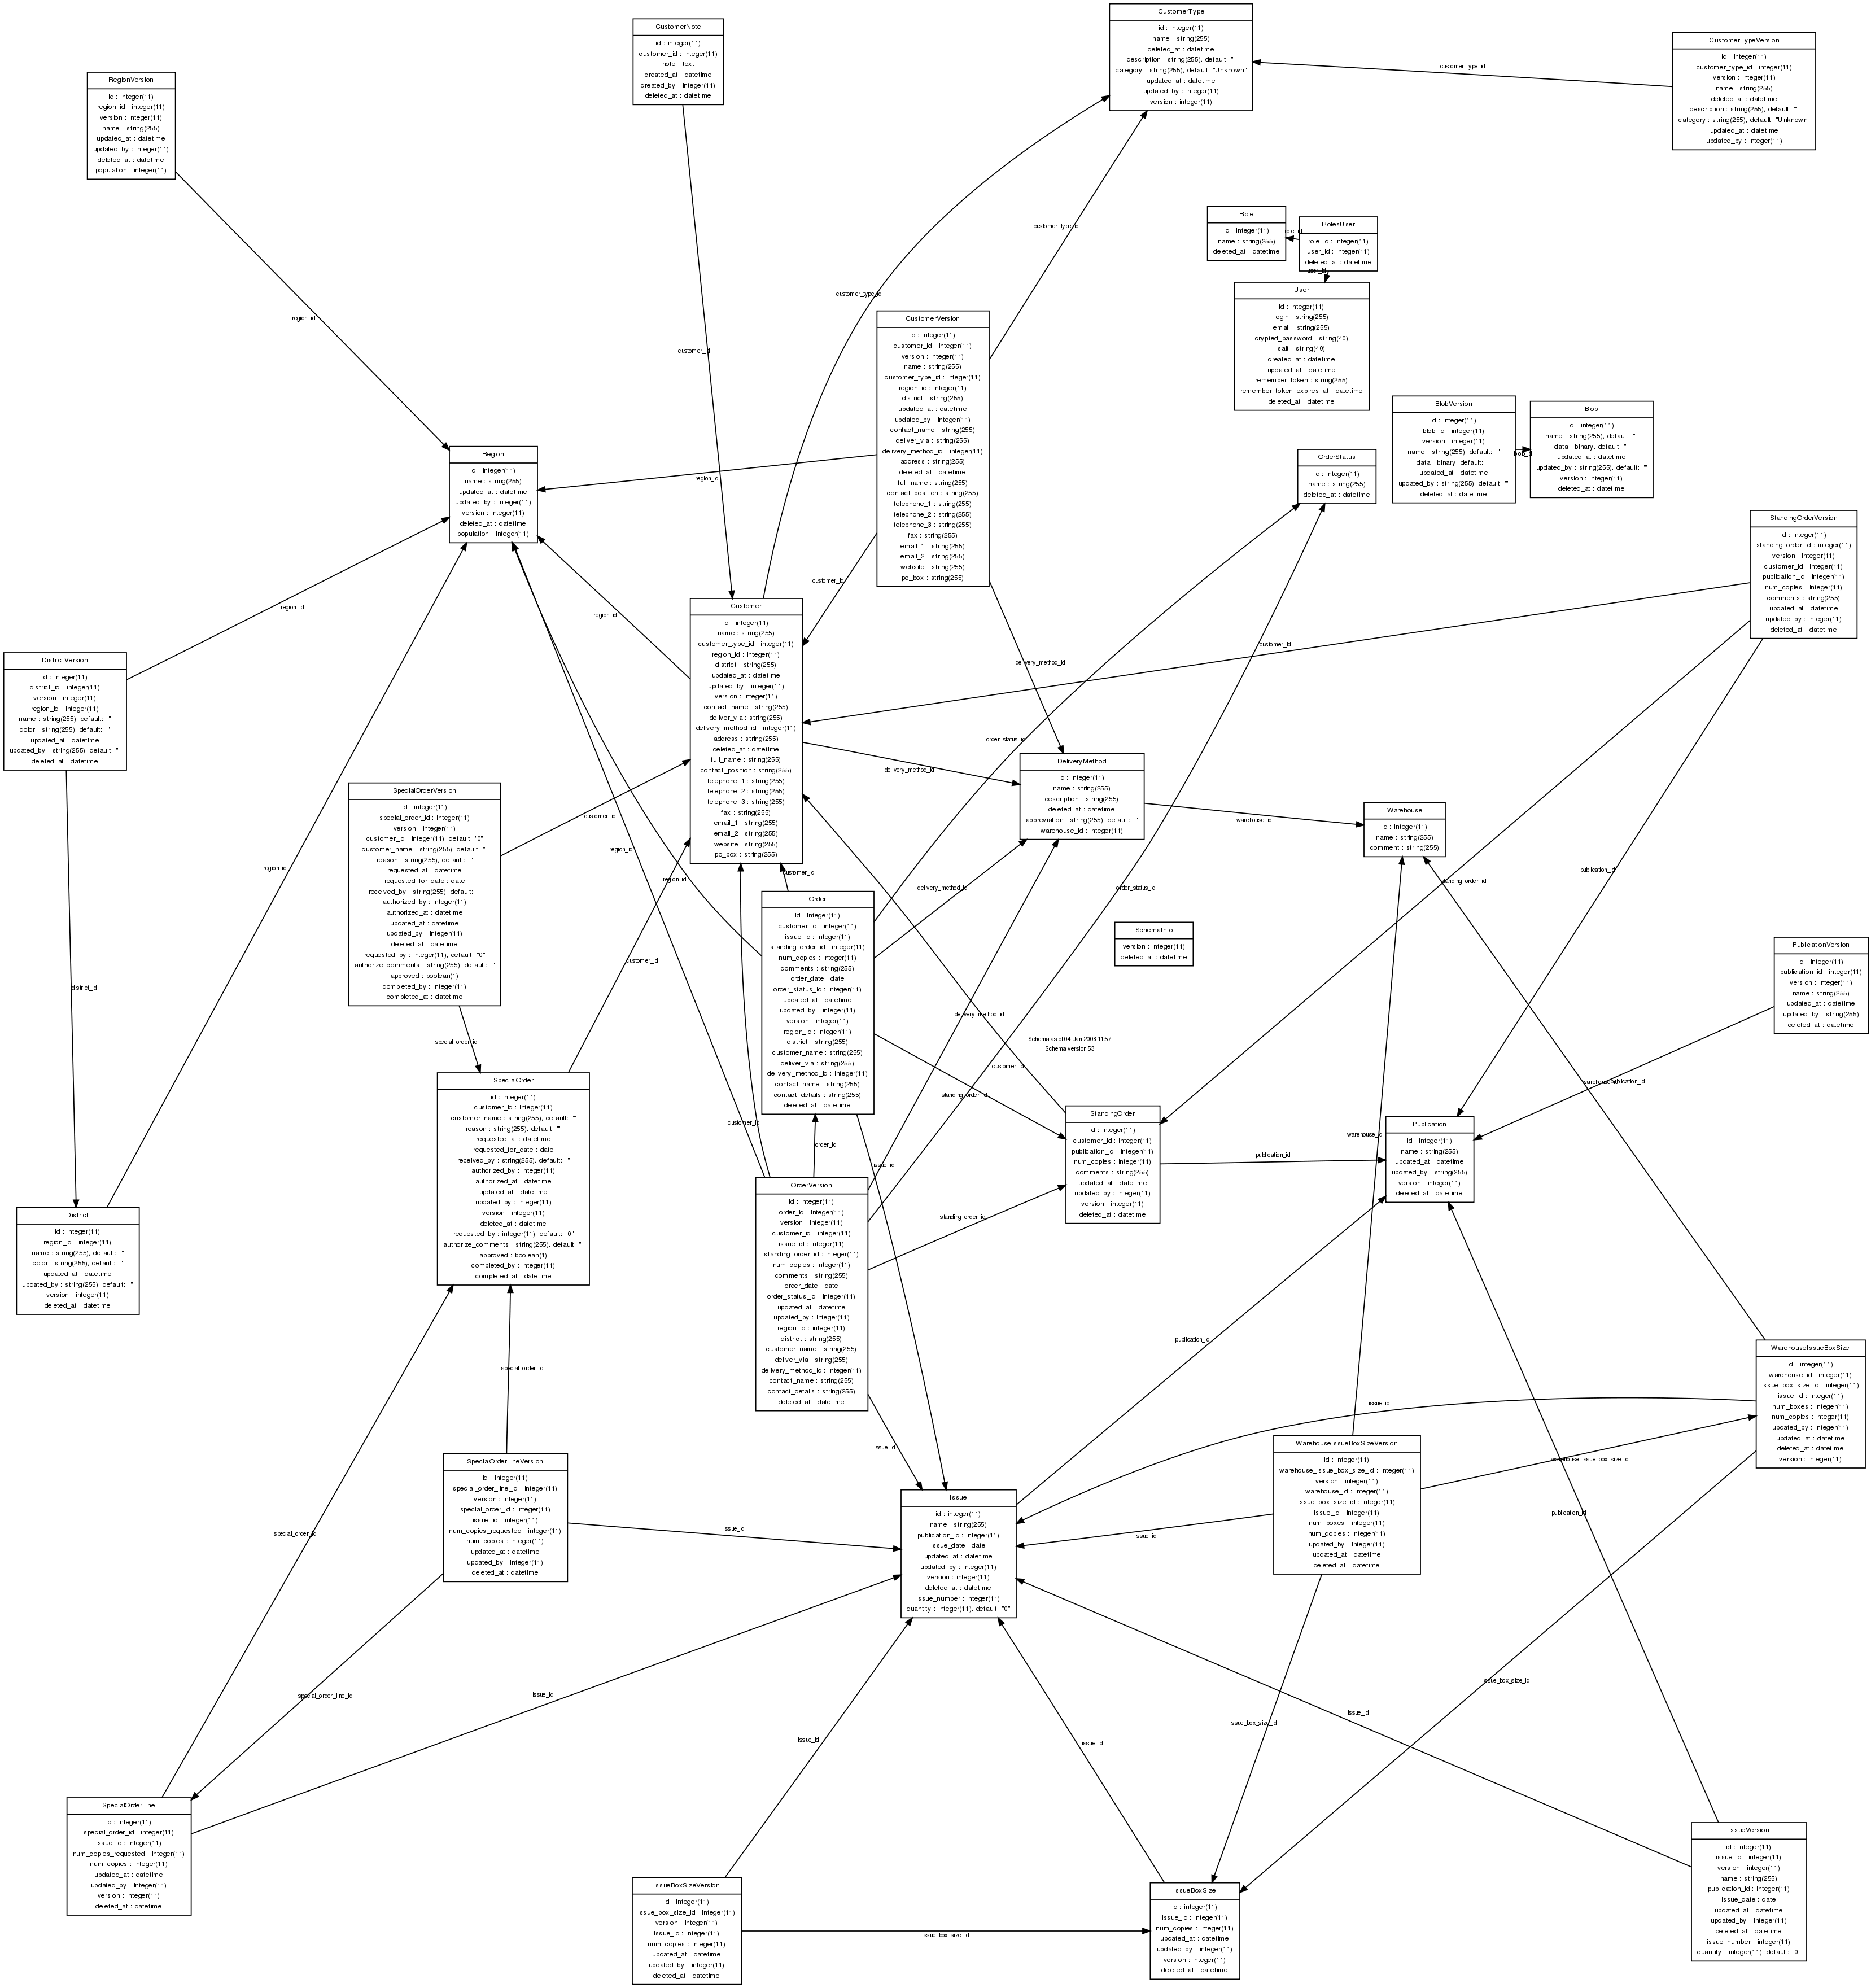 CustomerType
id : integer(11)
name : string(255)
deleted_at : datetime
description : string(255), default: ""
category : string(255), default: "Unknown"
updated_at : datetime
updated_by : integer(11)
version : integer(11)
CustomerNote
id : integer(11)
customer_id : integer(11)
note : text
created_at : datetime
created_by : integer(11)
deleted_at : datetime
CustomerTypeVersion
id : integer(11)
customer_type_id : integer(11)
version : integer(11)
name : string(255)
deleted_at : datetime
description : string(255), default: ""
category : string(255), default: "Unknown"
updated_at : datetime
updated_by : integer(11)
customer_type_id
RegionVersion
id : integer(11)
region_id : integer(11)
version : integer(11)
name : string(255)
updated_at : datetime
updated_by : integer(11)
deleted_at : datetime
population : integer(11)
Role
id : integer(11)
name : string(255)
deleted_at : datetime
role_id
RolesUser
role_id : integer(11)
user_id : integer(11)
deleted_at : datetime
user_id
customer_type_id
User
id : integer(11)
login : string(255)
email : string(255)
crypted_password : string(40)
salt : string(40)
created_at : datetime
updated_at : datetime
remember_token : string(255)
remember_token_expires_at : datetime
deleted_at : datetime
customer_type_id
region_id
customer_id
CustomerVersion
id : integer(11)
customer_id : integer(11)
version : integer(11)
name : string(255)
customer_type_id : integer(11)
region_id : integer(11)
district : string(255)
updated_at : datetime
updated_by : integer(11)
contact_name : string(255)
deliver_via : string(255)
delivery_method_id : integer(11)
address : string(255)
deleted_at : datetime
full_name : string(255)
contact_position : string(255)
telephone_1 : string(255)
telephone_2 : string(255)
telephone_3 : string(255)
fax : string(255)
email_1 : string(255)
email_2 : string(255)
website : string(255)
po_box : string(255)
BlobVersion
id : integer(11)
blob_id : integer(11)
version : integer(11)
name : string(255), default: ""
data : binary, default: ""
updated_at : datetime
updated_by : string(255), default: ""
deleted_at : datetime
blob_id
Blob
id : integer(11)
name : string(255), default: ""
data : binary, default: ""
updated_at : datetime
updated_by : string(255), default: ""
version : integer(11)
deleted_at : datetime
Region
id : integer(11)
name : string(255)
updated_at : datetime
updated_by : integer(11)
version : integer(11)
deleted_at : datetime
population : integer(11)
region_id
OrderStatus
id : integer(11)
name : string(255)
deleted_at : datetime
StandingOrderVersion
id : integer(11)
standing_order_id : integer(11)
version : integer(11)
customer_id : integer(11)
publication_id : integer(11)
num_copies : integer(11)
comments : string(255)
updated_at : datetime
updated_by : integer(11)
deleted_at : datetime
region_id
region_id
customer_id
Customer
id : integer(11)
name : string(255)
customer_type_id : integer(11)
region_id : integer(11)
district : string(255)
updated_at : datetime
updated_by : integer(11)
version : integer(11)
contact_name : string(255)
deliver_via : string(255)
delivery_method_id : integer(11)
address : string(255)
deleted_at : datetime
full_name : string(255)
contact_position : string(255)
telephone_1 : string(255)
telephone_2 : string(255)
telephone_3 : string(255)
fax : string(255)
email_1 : string(255)
email_2 : string(255)
website : string(255)
po_box : string(255)
customer_id
delivery_method_id
DistrictVersion
id : integer(11)
district_id : integer(11)
version : integer(11)
region_id : integer(11)
name : string(255), default: ""
color : string(255), default: ""
updated_at : datetime
updated_by : string(255), default: ""
deleted_at : datetime
order_status_id
delivery_method_id
DeliveryMethod
id : integer(11)
name : string(255)
description : string(255)
deleted_at : datetime
abbreviation : string(255), default: ""
warehouse_id : integer(11)
warehouse_id
Warehouse
id : integer(11)
name : string(255)
comment : string(255)
SpecialOrderVersion
id : integer(11)
special_order_id : integer(11)
version : integer(11)
customer_id : integer(11), default: "0"
customer_name : string(255), default: ""
reason : string(255), default: ""
requested_at : datetime
requested_for_date : date
received_by : string(255), default: ""
authorized_by : integer(11)
authorized_at : datetime
updated_at : datetime
updated_by : integer(11)
deleted_at : datetime
requested_by : integer(11), default: "0"
authorize_comments : string(255), default: ""
approved : boolean(1)
completed_by : integer(11)
completed_at : datetime
customer_id
region_id
region_id
region_id
customer_id
delivery_method_id
order_status_id
standing_order_id
publication_id
Order
id : integer(11)
customer_id : integer(11)
issue_id : integer(11)
standing_order_id : integer(11)
num_copies : integer(11)
comments : string(255)
order_date : date
order_status_id : integer(11)
updated_at : datetime
updated_by : integer(11)
version : integer(11)
region_id : integer(11)
district : string(255)
customer_name : string(255)
deliver_via : string(255)
delivery_method_id : integer(11)
contact_name : string(255)
contact_details : string(255)
deleted_at : datetime
SchemaInfo
version : integer(11)
deleted_at : datetime
PublicationVersion
id : integer(11)
publication_id : integer(11)
version : integer(11)
name : string(255)
updated_at : datetime
updated_by : string(255)
deleted_at : datetime
district_id
customer_id
delivery_method_id
special_order_id
Schema as of 04-Jan-2008 11:57
Schema version 53
customer_id
warehouse_id
publication_id
SpecialOrder
id : integer(11)
customer_id : integer(11)
customer_name : string(255), default: ""
reason : string(255), default: ""
requested_at : datetime
requested_for_date : date
received_by : string(255), default: ""
authorized_by : integer(11)
authorized_at : datetime
updated_at : datetime
updated_by : integer(11)
version : integer(11)
deleted_at : datetime
requested_by : integer(11), default: "0"
authorize_comments : string(255), default: ""
approved : boolean(1)
completed_by : integer(11)
completed_at : datetime
standing_order_id
customer_id
order_id
issue_id
StandingOrder
id : integer(11)
customer_id : integer(11)
publication_id : integer(11)
num_copies : integer(11)
comments : string(255)
updated_at : datetime
updated_by : integer(11)
version : integer(11)
deleted_at : datetime
publication_id
warehouse_id
Publication
id : integer(11)
name : string(255)
updated_at : datetime
updated_by : string(255)
version : integer(11)
deleted_at : datetime
OrderVersion
id : integer(11)
order_id : integer(11)
version : integer(11)
customer_id : integer(11)
issue_id : integer(11)
standing_order_id : integer(11)
num_copies : integer(11)
comments : string(255)
order_date : date
order_status_id : integer(11)
updated_at : datetime
updated_by : integer(11)
region_id : integer(11)
district : string(255)
customer_name : string(255)
deliver_via : string(255)
delivery_method_id : integer(11)
contact_name : string(255)
contact_details : string(255)
deleted_at : datetime
standing_order_id
District
id : integer(11)
region_id : integer(11)
name : string(255), default: ""
color : string(255), default: ""
updated_at : datetime
updated_by : string(255), default: ""
version : integer(11)
deleted_at : datetime
publication_id
special_order_id
WarehouseIssueBoxSize
id : integer(11)
warehouse_id : integer(11)
issue_box_size_id : integer(11)
issue_id : integer(11)
num_boxes : integer(11)
num_copies : integer(11)
updated_by : integer(11)
updated_at : datetime
deleted_at : datetime
version : integer(11)
issue_id
issue_id
WarehouseIssueBoxSizeVersion
id : integer(11)
warehouse_issue_box_size_id : integer(11)
version : integer(11)
warehouse_id : integer(11)
issue_box_size_id : integer(11)
issue_id : integer(11)
num_boxes : integer(11)
num_copies : integer(11)
updated_by : integer(11)
updated_at : datetime
deleted_at : datetime
warehouse_issue_box_size_id
SpecialOrderLineVersion
id : integer(11)
special_order_line_id : integer(11)
version : integer(11)
special_order_id : integer(11)
issue_id : integer(11)
num_copies_requested : integer(11)
num_copies : integer(11)
updated_at : datetime
updated_by : integer(11)
deleted_at : datetime
Issue
id : integer(11)
name : string(255)
publication_id : integer(11)
issue_date : date
updated_at : datetime
updated_by : integer(11)
version : integer(11)
deleted_at : datetime
issue_number : integer(11)
quantity : integer(11), default: "0"
publication_id
special_order_id
issue_id
issue_id
special_order_line_id
issue_id
issue_box_size_id
issue_id
issue_box_size_id
issue_id
issue_id
SpecialOrderLine
id : integer(11)
special_order_id : integer(11)
issue_id : integer(11)
num_copies_requested : integer(11)
num_copies : integer(11)
updated_at : datetime
updated_by : integer(11)
version : integer(11)
deleted_at : datetime
IssueVersion
id : integer(11)
issue_id : integer(11)
version : integer(11)
name : string(255)
publication_id : integer(11)
issue_date : date
updated_at : datetime
updated_by : integer(11)
deleted_at : datetime
issue_number : integer(11)
quantity : integer(11), default: "0"
IssueBoxSizeVersion
id : integer(11)
issue_box_size_id : integer(11)
version : integer(11)
issue_id : integer(11)
num_copies : integer(11)
updated_at : datetime
updated_by : integer(11)
deleted_at : datetime
issue_box_size_id
IssueBoxSize
id : integer(11)
issue_id : integer(11)
num_copies : integer(11)
updated_at : datetime
updated_by : integer(11)
version : integer(11)
deleted_at : datetime